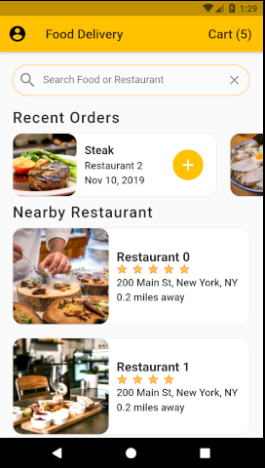 1:29
Food Delivery
Cart (5)
Search Food or Restaurant
Recent Orders
Steak
Restaurant 2
Nov 10, 2019
Nearby Restaurant
Restaurant 0
200 Main St, New York, NY
0.2 miles away
Restaurant 1
200 Main St, New York, NY
0.2 miles away